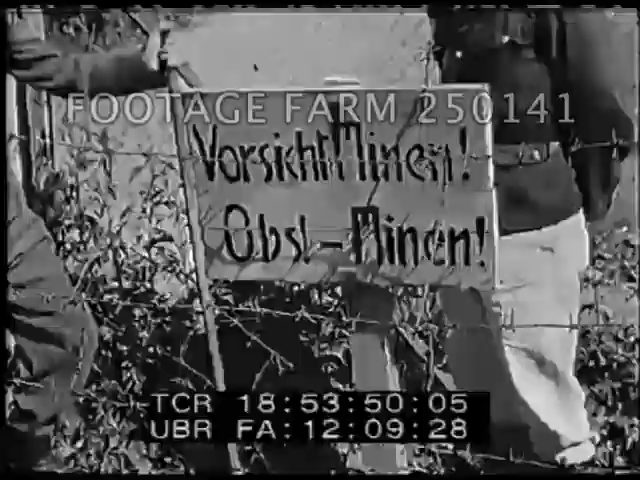 FOOTAGE FARM 250141
Vorsicht Minen!
Obst-Minen!
TCR 18:53:50:05
UBR FA:12:09:28